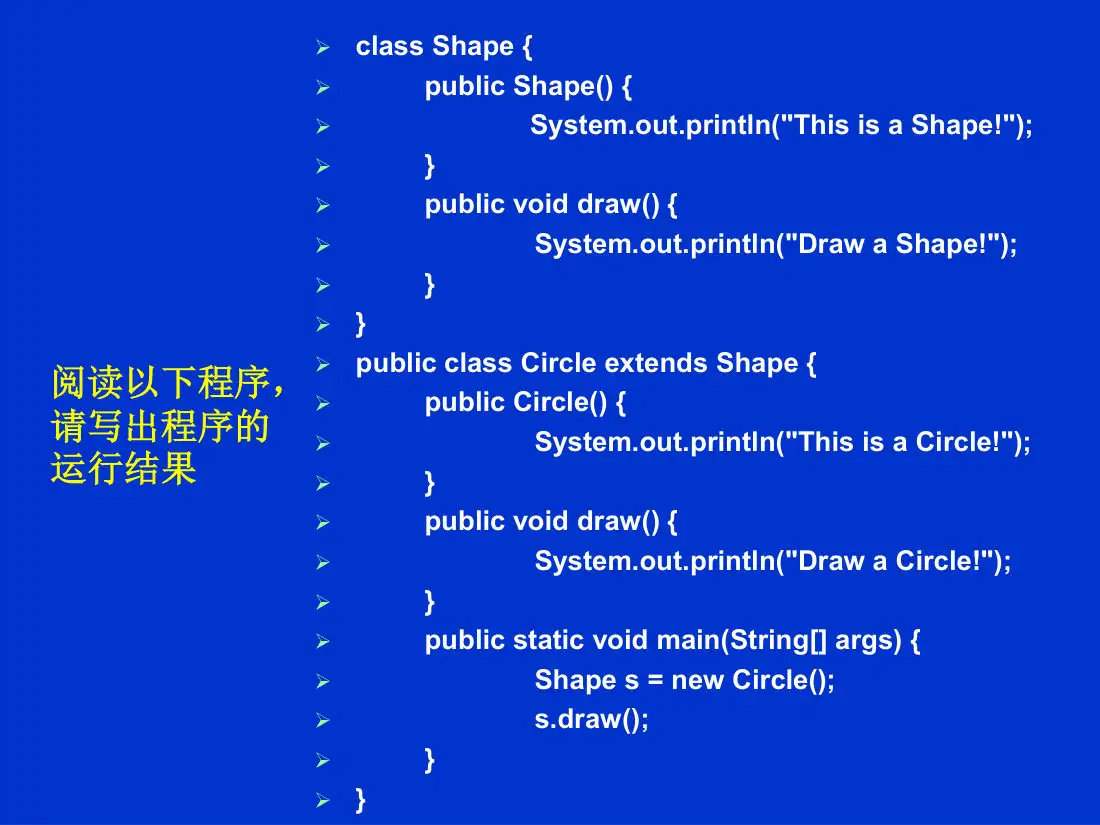 阅读以下程序，
请写出程序的
运行结果
class Shape {
public Shape() {
System.out.println("This is a Shape!");
}
public void draw() {
System.out.println("Draw a Shape!");
}
}
public class Circle extends Shape {
public Circle() {
System.out.println("This is a Circle!");
}
public void draw() {
System.out.println("Draw a Circle!");
}
public static void main(String[] args) {
Shape s = new Circle();
s.draw();
}
}